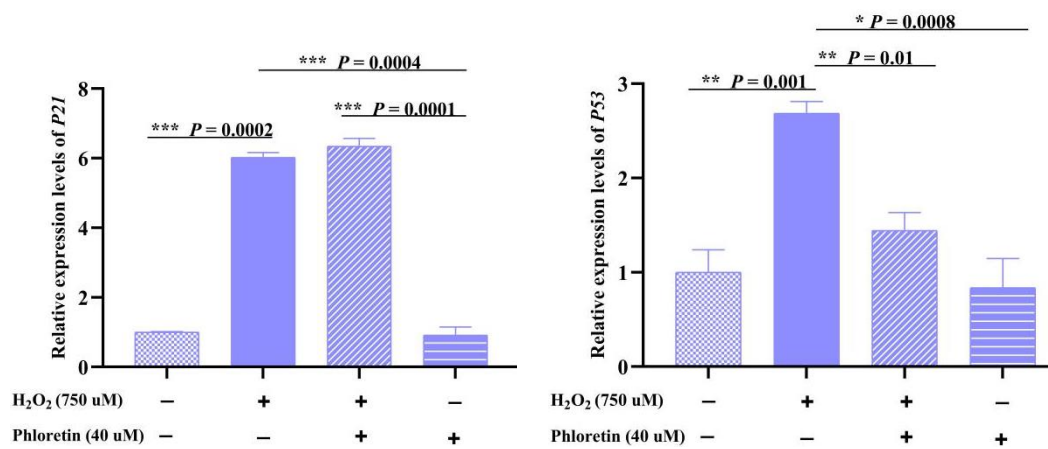 *** P = 0.0004
*** P = 0.0001
*** P = 0.0002
Relative expression levels of P21
8
6
4
2
0
H₂O₂ (750 uM) – + + –
Phloretin (40 uM) – – + +
* P = 0.0008
** P = 0.01
** P = 0.001
Relative expression levels of P53
3
2
1
0
H₂O₂ (750 uM) – + + –
Phloretin (40 uM) – – + +